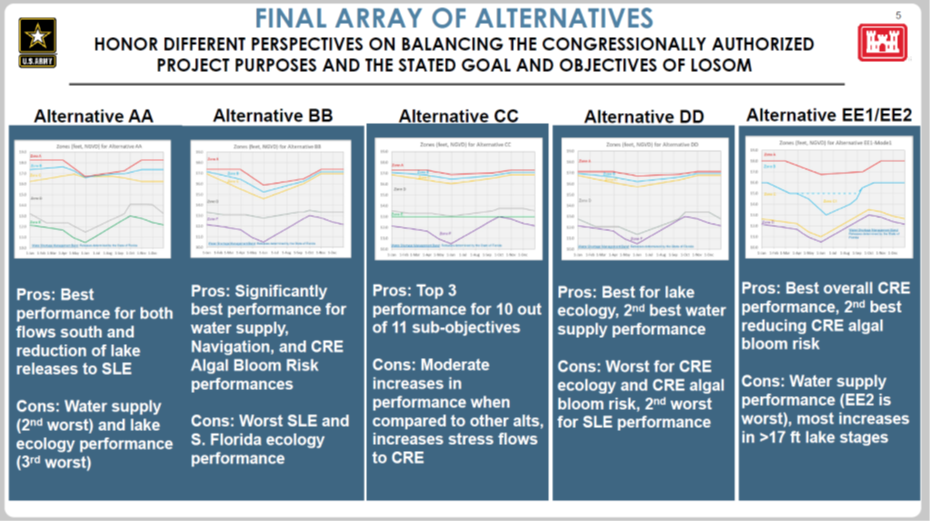 5
FINAL ARRAY OF ALTERNATIVES
HONOR DIFFERENT PERSPECTIVES ON BALANCING THE CONGRESSIONALLY AUTHORIZED
PROJECT PURPOSES AND THE STATED GOAL AND OBJECTIVES OF LOSOM
U.S. ARMY
Alternative AA
Zones (feet, NGVD) for Alternative AA
Pros: Best
performance for both
flows south and
reduction of lake
releases to SLE
Cons: Water supply
(2nd worst) and lake
ecology performance
(3rd worst)
Alternative BB
Zones (feet, NGVD) for Alternative BB
Pros: Significantly
best performance for
water supply,
Navigation, and CRE
Algal Bloom Risk
performances
Cons: Worst SLE and
S. Florida ecology
performance
Alternative CC
Zones (feet, NGVD) for Alternative CC
Pros: Top 3
performance for 10 out
of 11 sub-objectives
Cons: Moderate
increases in
performance when
compared to other alts,
increases stress flows
to CRE
Alternative DD
Zones (feet, NGVD) for Alternative DD
Pros: Best for lake
ecology, 2nd best water
supply performance
Cons: Worst for CRE
ecology and CRE algal
bloom risk, 2nd worst
for SLE performance
Alternative EE1/EE2
Zones (feet, NGVD) for Alternative EE1
Pros: Best overall CRE
performance, 2nd best
reducing CRE algal
bloom risk
Cons: Water supply
performance (EE2 is
worst), most increases
in >17 ft lake stages